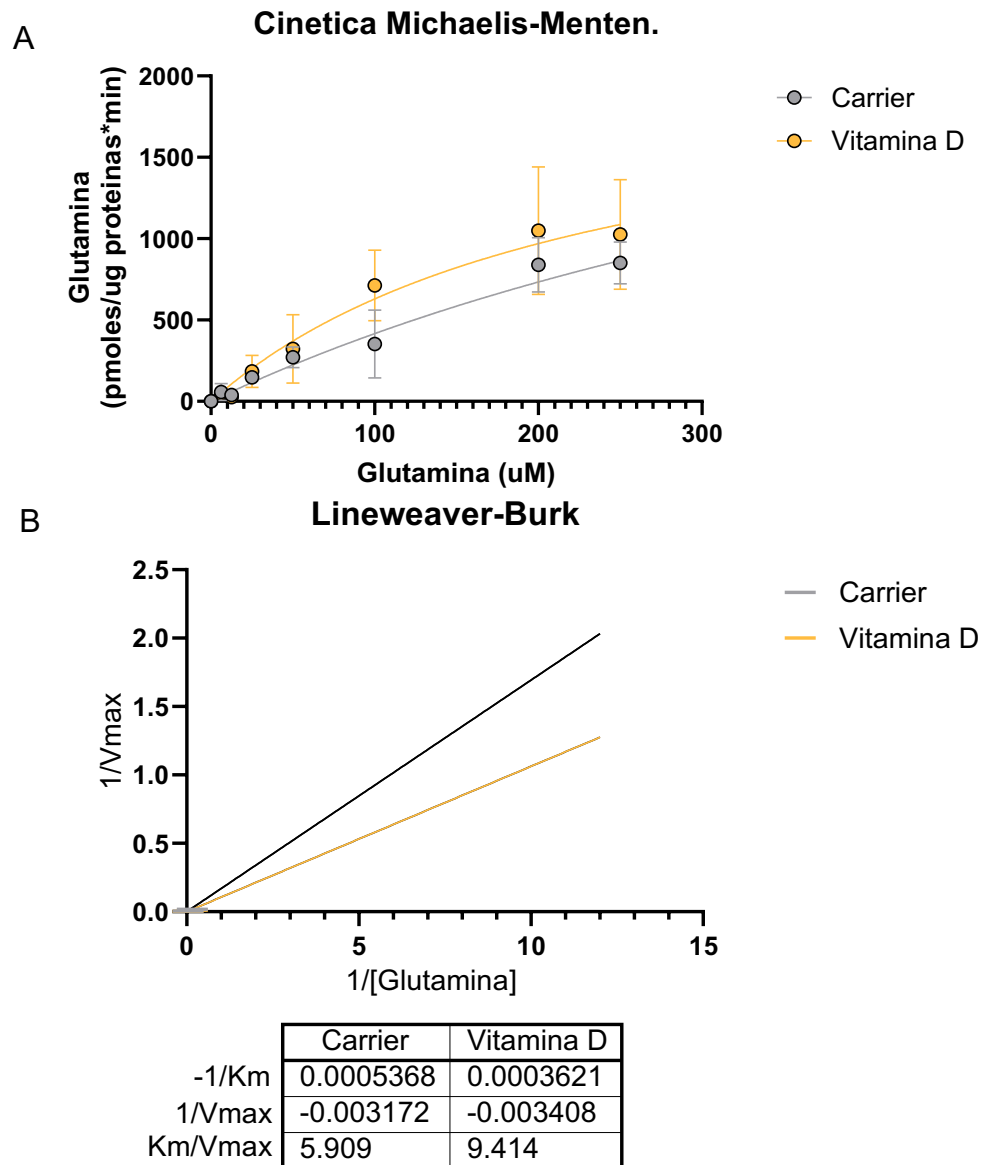 A
Cinetica Michaelis-Menten.
Glutamina
(pmoles/ug proteinas*min)
2000
1500
1000
500
0
0 100 200 300
Glutamina (uM)
Carrier
Vitamina D
B
Lineweaver-Burk
1/Vmax
2.5
2.0
1.5
1.0
0.5
0.0
0 5 10 15
1/[Glutamina]
Carrier
Vitamina D
Carrier Vitamina D
-1/Km 0.0005368 0.0003621
1/Vmax -0.003172 -0.003408
Km/Vmax 5.909 9.414